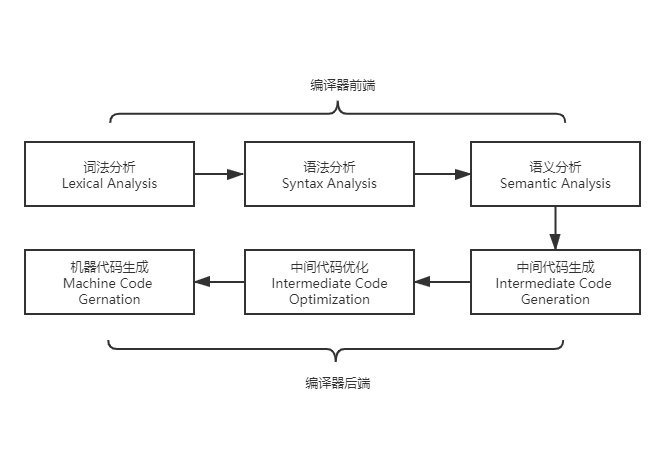 编译器前端
词法分析
Lexical Analysis
语法分析
Syntax Analysis
语义分析
Semantic Analysis
机器代码生成
Machine Code
Gernation
中间代码优化
Intermediate Code
Optimization
中间代码生成
Intermediate Code
Generation
编译器后端